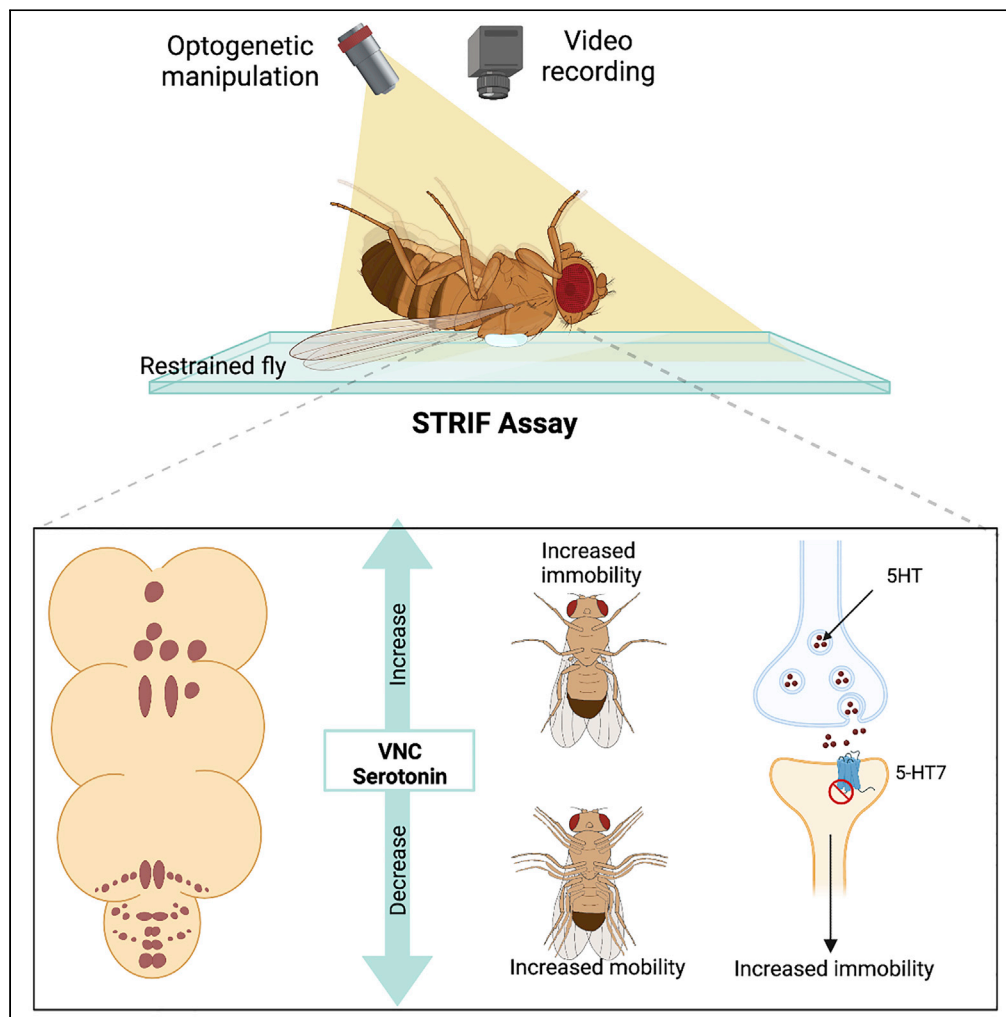 Optogenetic
manipulation
Video
recording
Restrained fly
STRIF Assay
Increase
VNC
Serotonin
Decrease
Increased
immobility
Increased mobility
5HT
5-HT7
Increased immobility